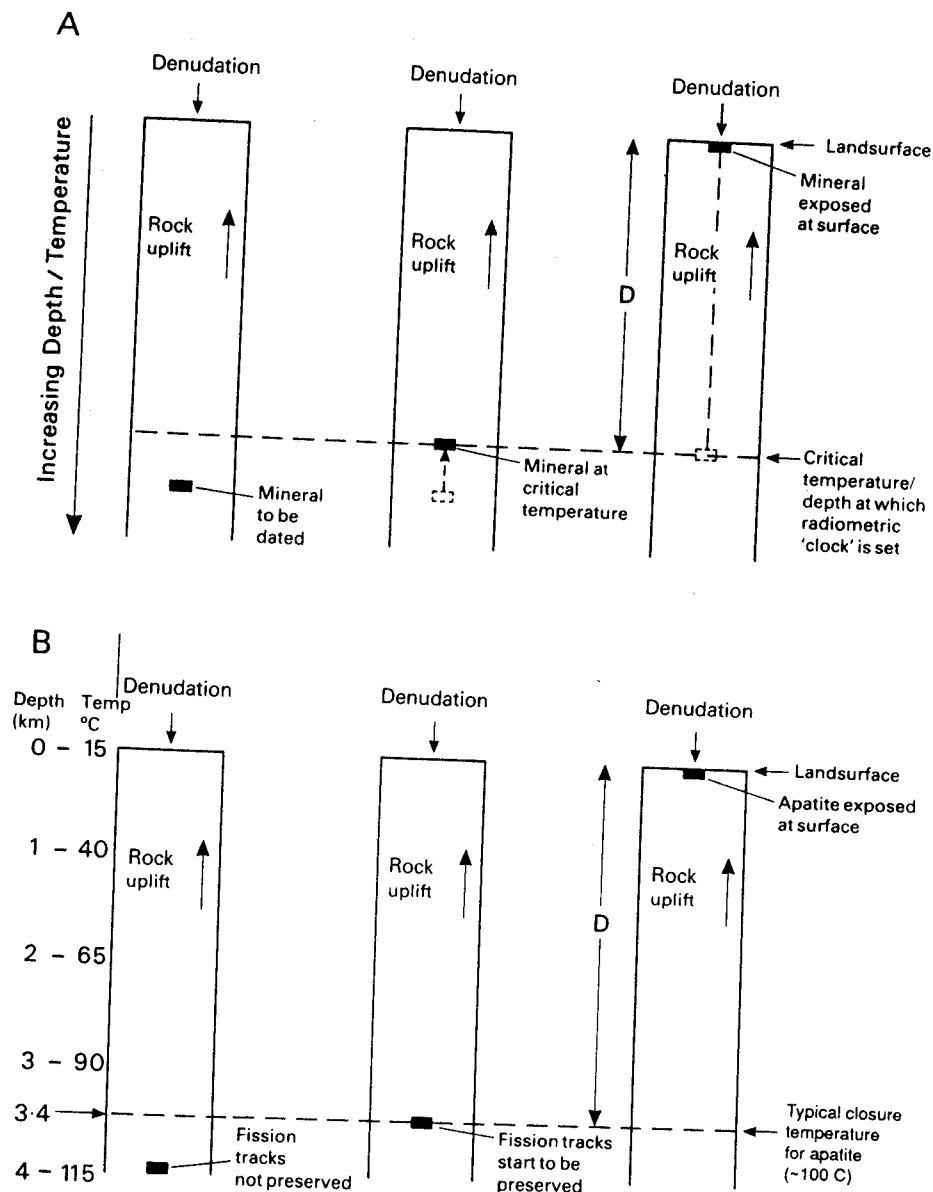 A
Denudation
Denudation
Denudation
Increasing Depth / Temperature
Landsurface
Mineral
exposed
at surface
Rock
uplift
Rock
uplift
Rock
uplift
D
Mineral
to be
dated
Mineral at
critical
temperature
Critical
temperature/
depth at which
radiometric
'clock' is set
B
Depth
(km)
Temp
°C
Denudation
Denudation
Denudation
0 - 15
1 - 40
2 - 65
3 - 90
3·4
4 - 115
Landsurface
Apatite exposed
at surface
Rock
uplift
Rock
uplift
Rock
uplift
D
Fission
tracks
not preserved
Fission tracks
start to be
preserved
Typical closure
temperature
for apatite
(~100 C)